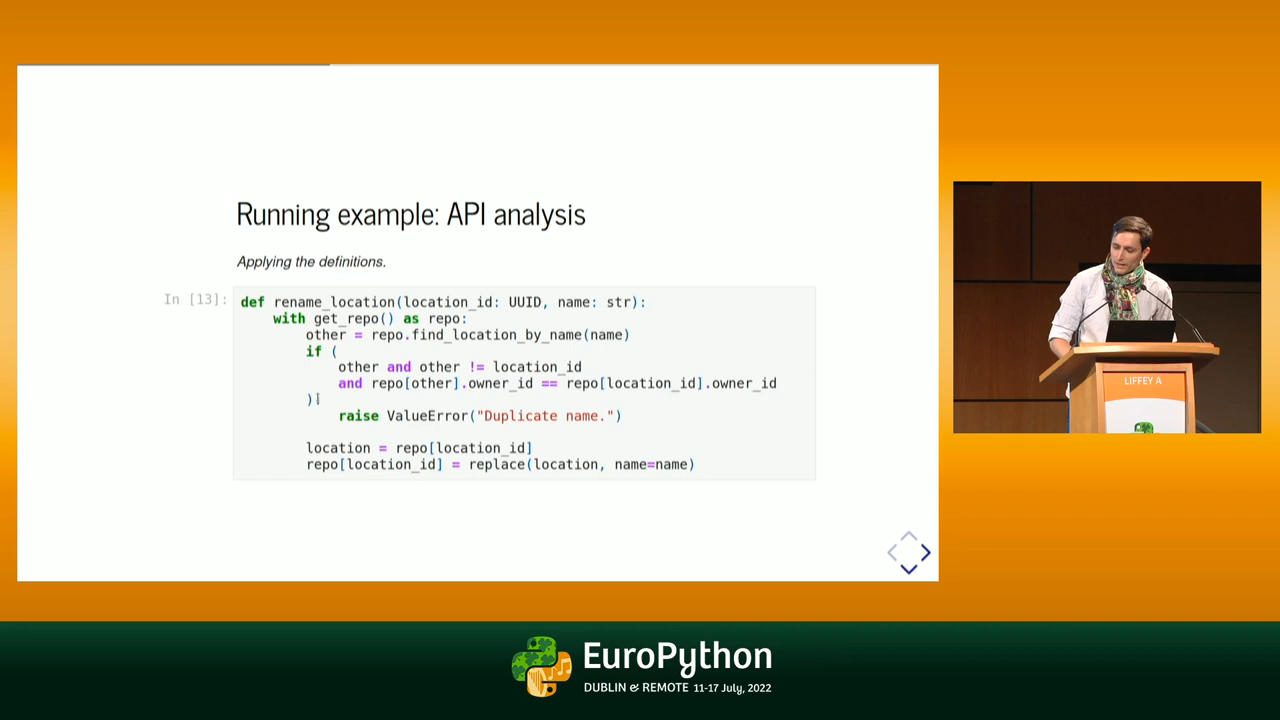 Running example: API analysis
Applying the definitions.
In [13]:
def rename_location(location_id: UUID, name: str):
    with get_repo() as repo:
        other = repo.find_location_by_name(name)
        if (
            other and other != location_id
            and repo[other].owner_id == repo[location_id].owner_id
        ):
            raise ValueError("Duplicate name.")
        location = repo[location_id]
        repo[location_id] = replace(location, name=name)
LIFFEY A
EuroPython
DUBLIN & REMOTE 11-17 July, 2022